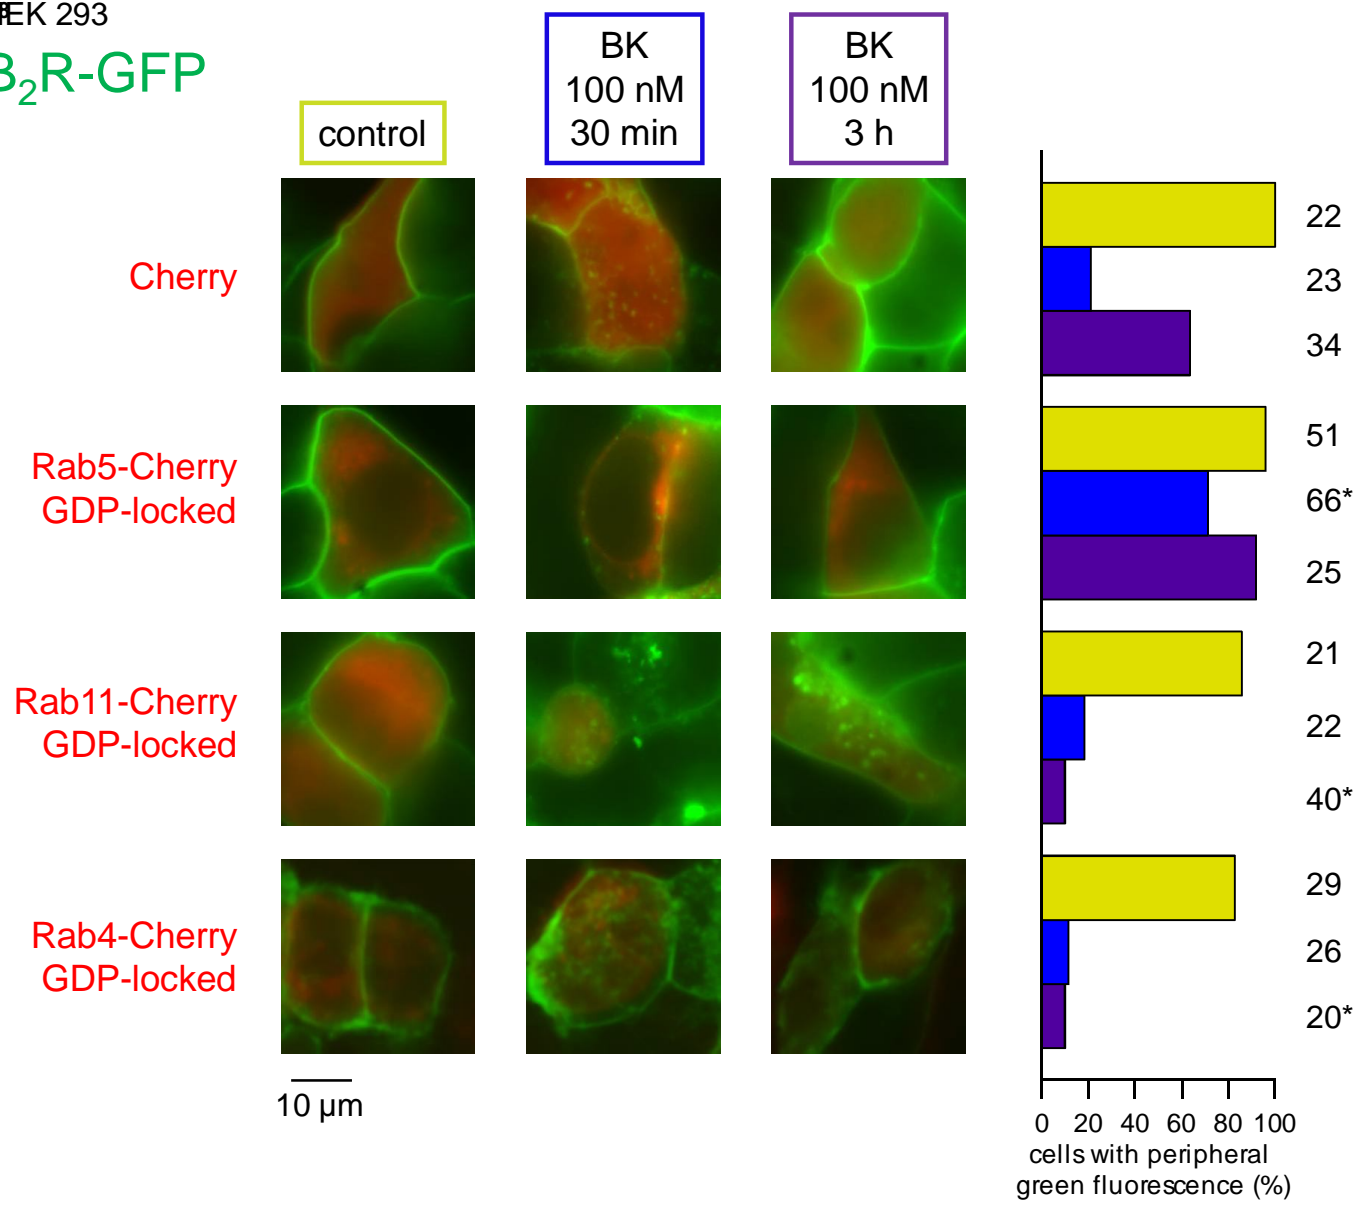 EK 293
B₂R-GFP
control
BK
100 nM
30 min
BK
100 nM
3 h
Cherry
Rab5-Cherry
GDP-locked
Rab11-Cherry
GDP-locked
Rab4-Cherry
GDP-locked
10 µm
22
23
34
51
66*
25
21
22
40*
29
26
20*
0 20 40 60 80 100
cells with peripheral
green fluorescence (%)